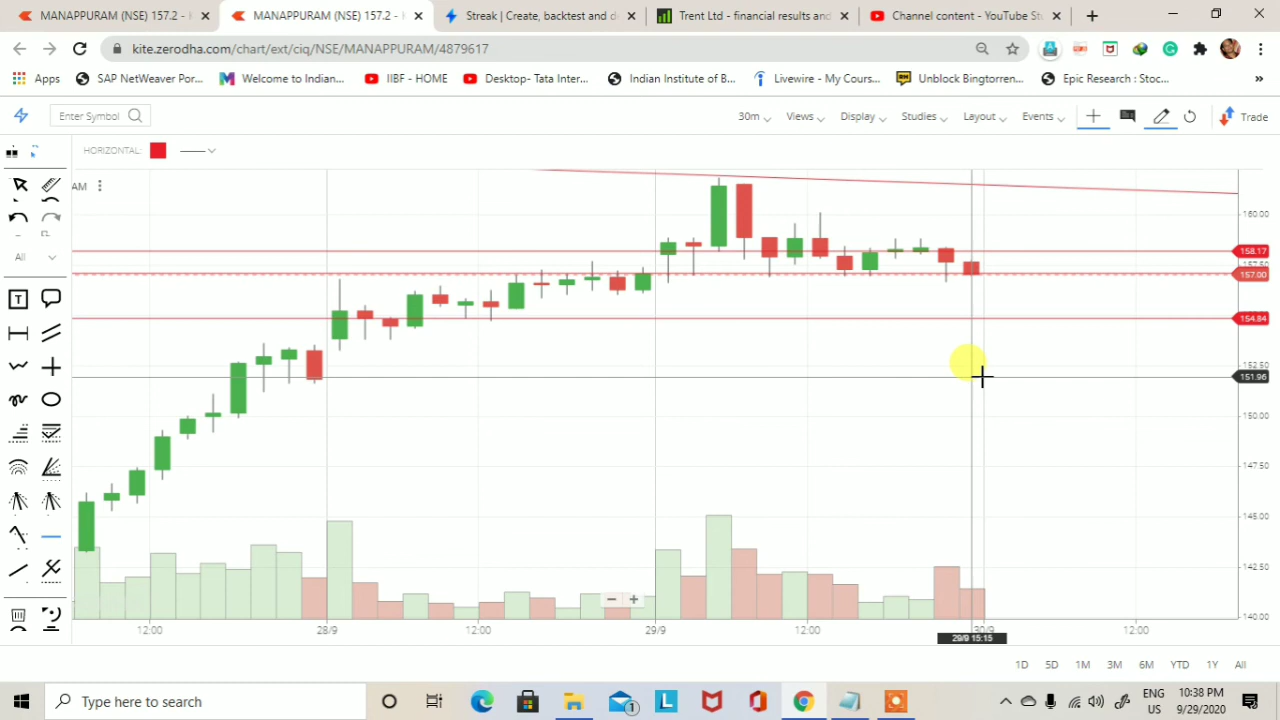 MANAPPURAM (NSE) 157.2 -
MANAPPURAM (NSE) 157.2 -
Streak | Create, backtest and d
Trent Ltd - financial results and
Channel content - YouTube St
kite.zerodha.com/chart/ext/ciq/NSE/MANAPPURAM/4879617
Apps
SAP NetWeaver Por...
Welcome to Indian...
IIBF - HOME
Desktop- Tata Inter...
Indian Institute of B...
Livewire - My Cours...
Unblock Bingtorren...
Epic Research : Stoc...
»
Enter Symbol
30m
Views
Display
Studies
Layout
Events
Trade
HORIZONTAL:
AM
All
T
160.00
158.17
157.50
157.00
154.84
152.50
151.96
150.00
147.50
145.00
142.50
140.00
12:00
28/9
12:00
29/9
12:00
30/9
12:00
29/9 15:15
1D
5D
1M
3M
6M
YTD
1Y
All
Type here to search
1
L
ENG
US
10:38 PM
9/29/2020